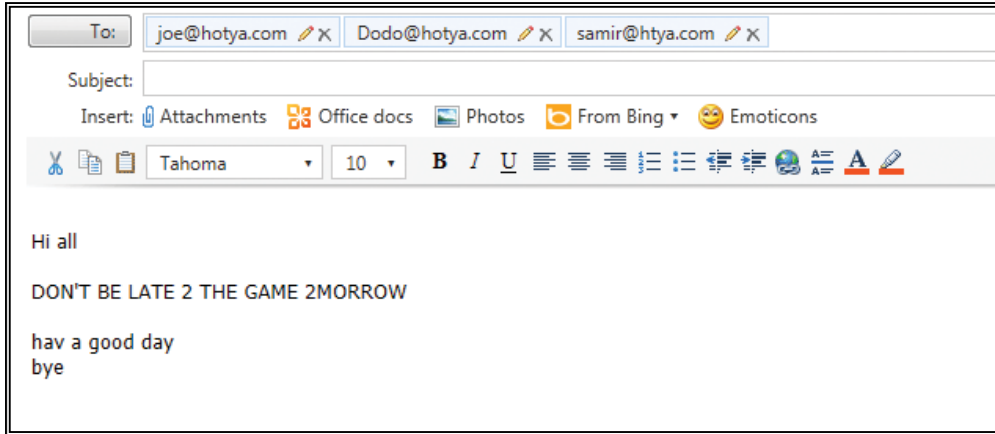 To: joe@hotya.com Dodo@hotya.com samir@htya.com
Subject:
Insert: Attachments Office docs Photos From Bing Emoticons
Tahoma 10 B I U A
Hi all
DON'T BE LATE 2 THE GAME 2MORROW
hav a good day
bye